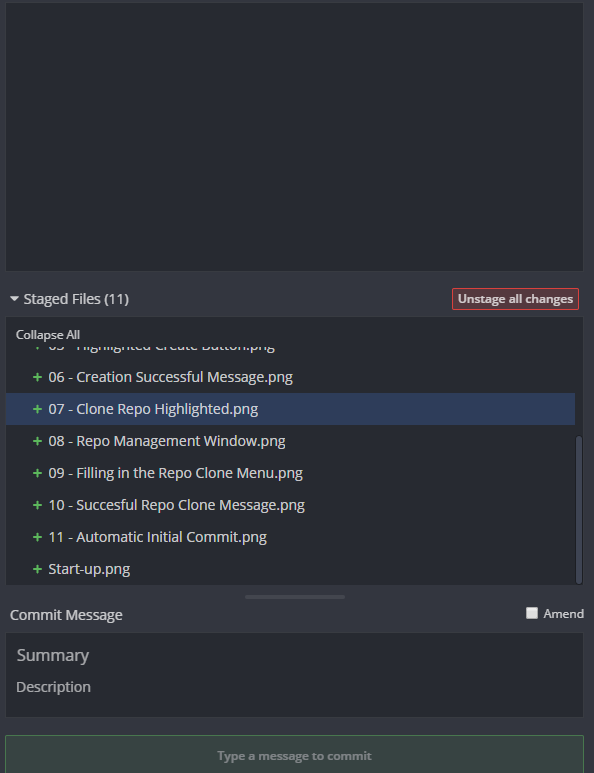 Staged Files (11)
Unstage all changes
Collapse All
05 - Highlighted Create Button.png
+ 06 - Creation Successful Message.png
+ 07 - Clone Repo Highlighted.png
+ 08 - Repo Management Window.png
+ 09 - Filling in the Repo Clone Menu.png
+ 10 - Succesful Repo Clone Message.png
+ 11 - Automatic Initial Commit.png
+ Start-up.png
Commit Message
Amend
Summary
Description
Type a message to commit